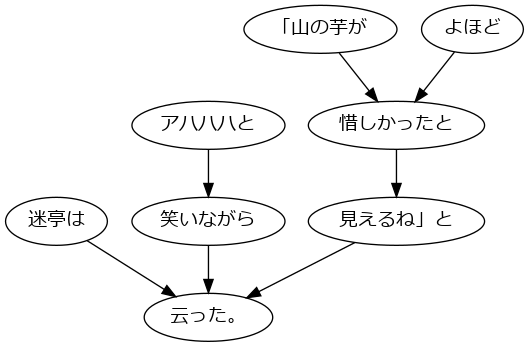 「山の芋が
よほど
アハハハと
惜しかったと
迷亭は
笑いながら
見えるね」と
云った。